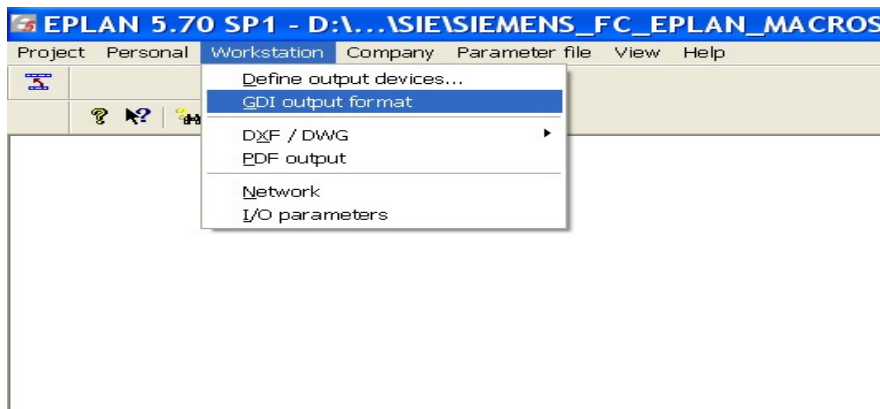 EPLAN 5.70 SP1 - D:\...\SIE\SIEMENS_FC_EPLAN_MACROS
Project Personal Workstation Company Parameter file View Help
Define output devices...
GDI output format
DXF / DWG
PDF output
Network
I/O parameters